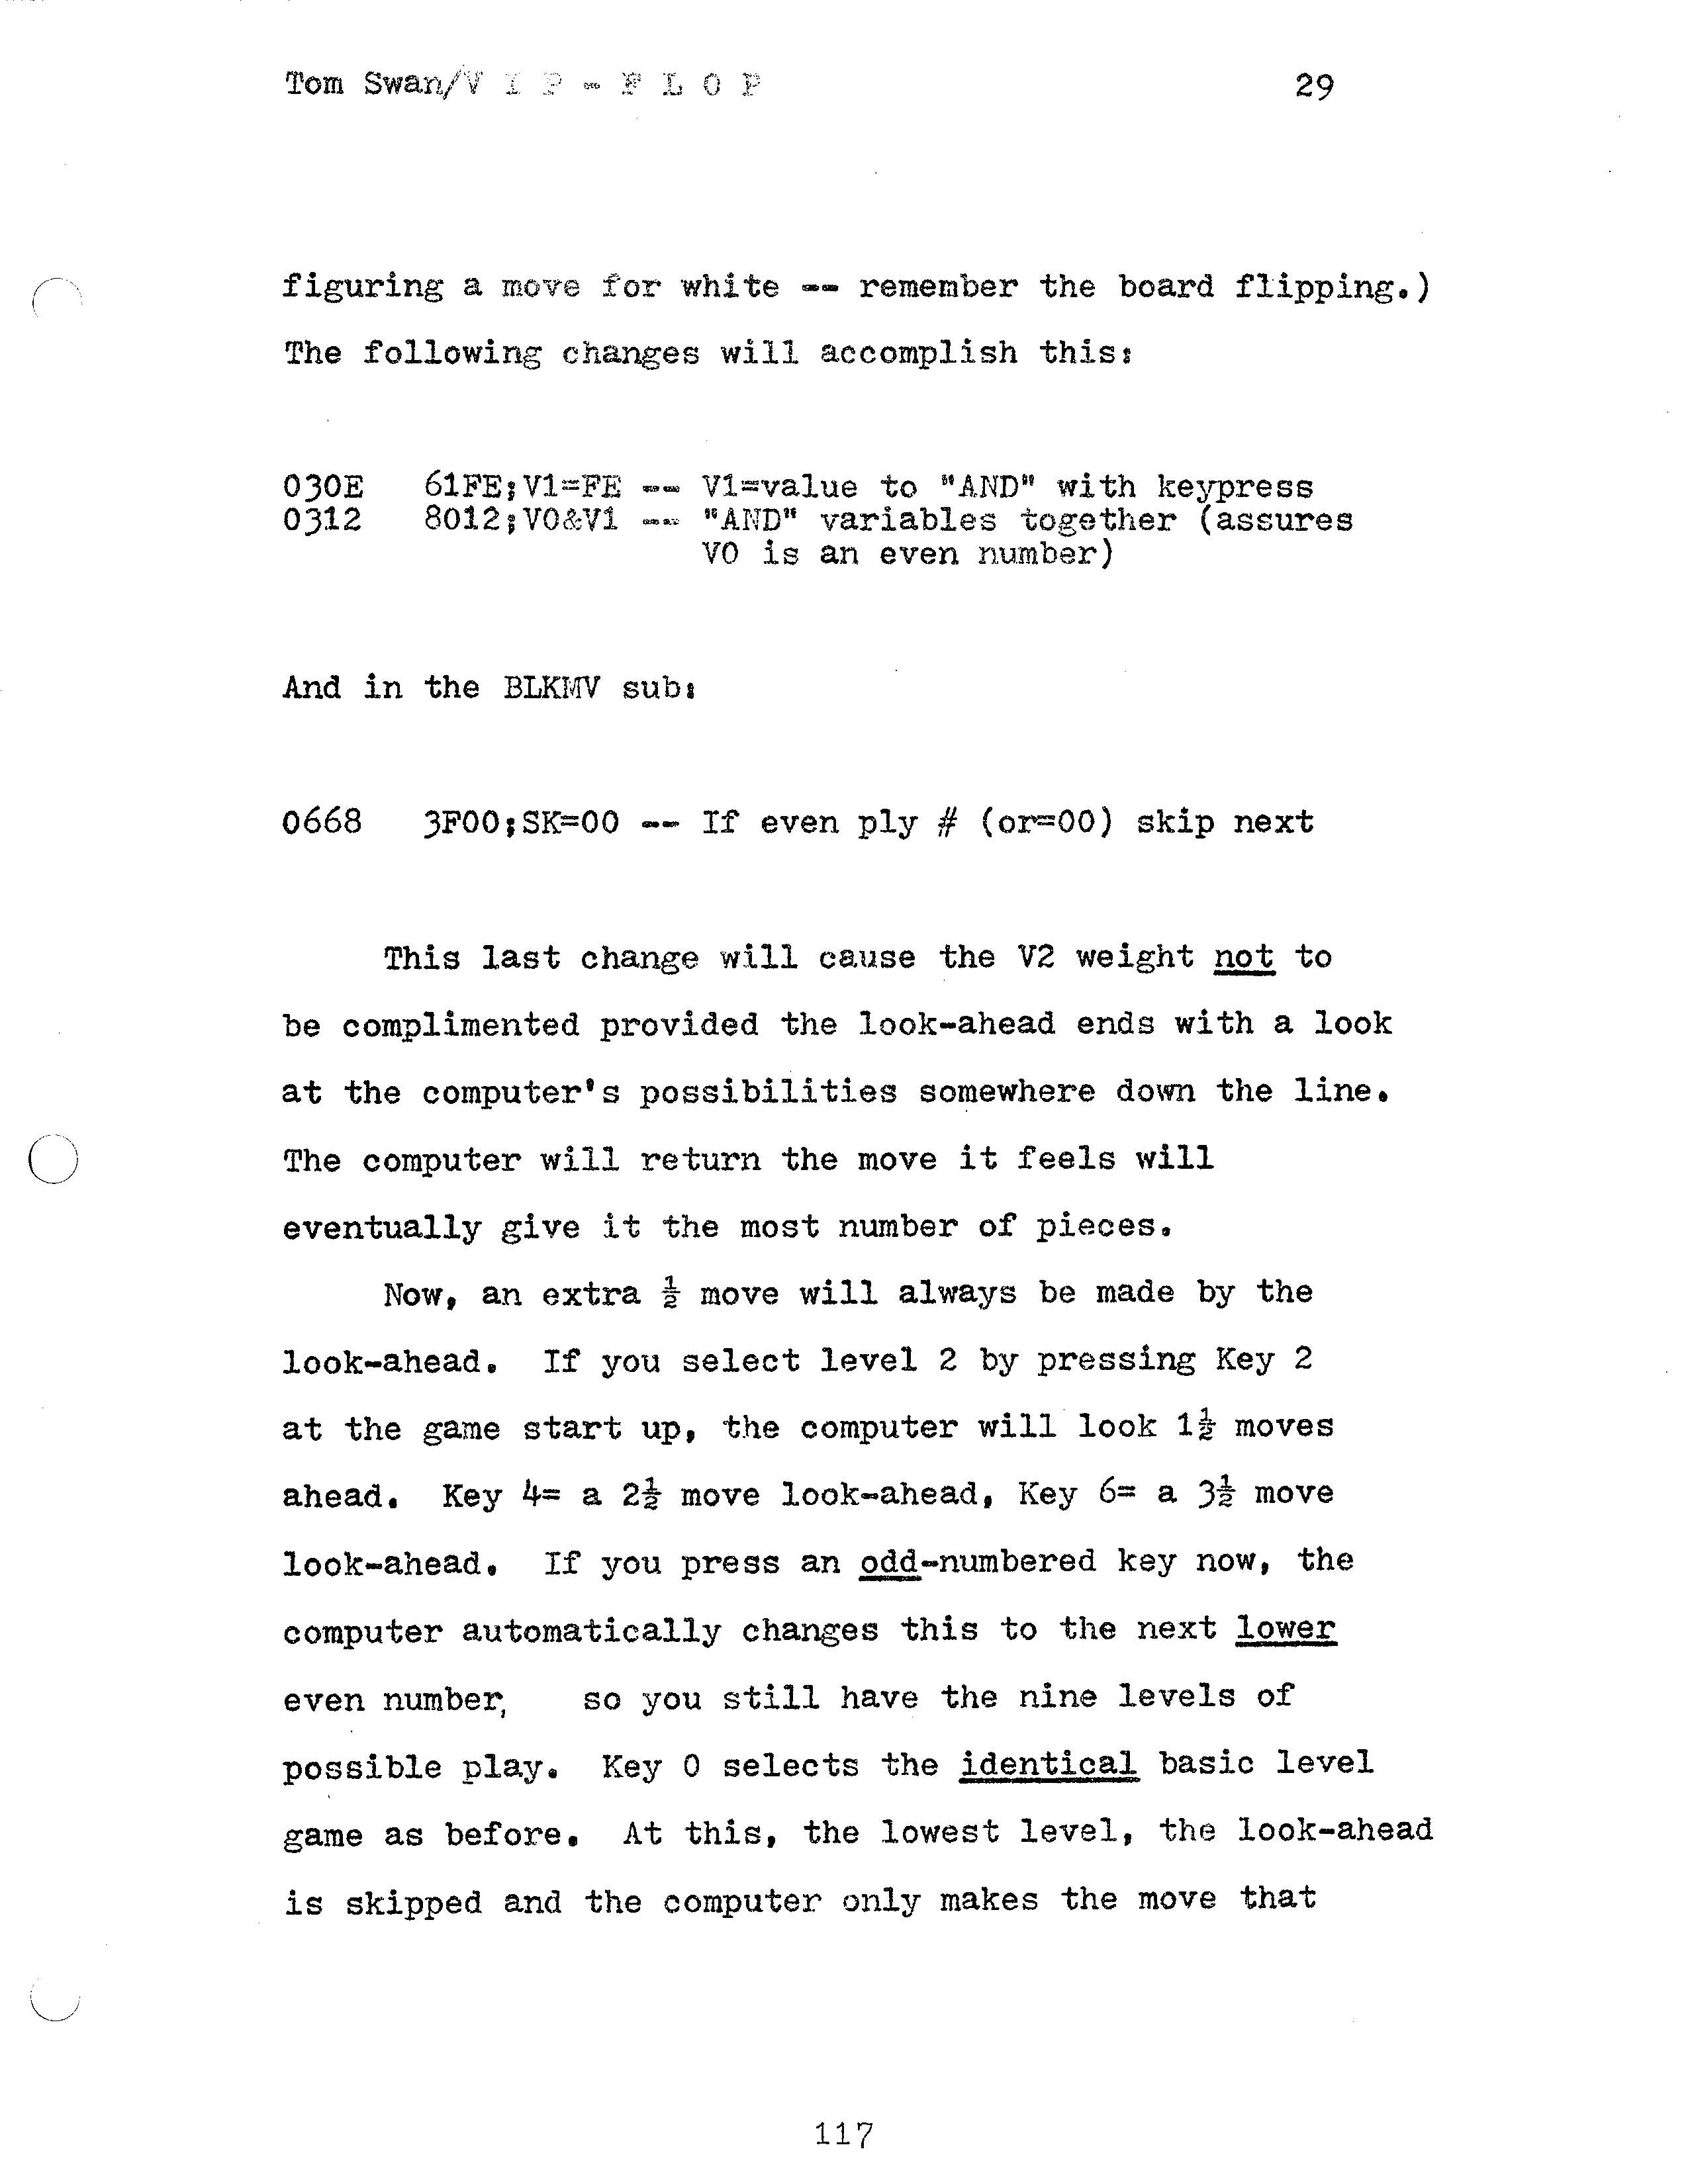 Tom Swan/V I P - F L O P 29
figuring a move for white -- remember the board flipping.)
The following changes will accomplish this:
030E 61FE;V1=FE -- V1=value to "AND" with keypress
0312 8012;V0&V1 -- "AND" variables together (assures
V0 is an even number)
And in the BLKMV sub:
0668 3F00;SK=00 -- If even ply # (or=00) skip next
This last change will cause the V2 weight not to
be complimented provided the look-ahead ends with a look
at the computer's possibilities somewhere down the line.
The computer will return the move it feels will
eventually give it the most number of pieces.
Now, an extra ½ move will always be made by the
look-ahead. If you select level 2 by pressing Key 2
at the game start up, the computer will look 1½ moves
ahead. Key 4= a 2½ move look-ahead, Key 6= a 3½ move
look-ahead. If you press an odd-numbered key now, the
computer automatically changes this to the next lower
even number, so you still have the nine levels of
possible play. Key 0 selects the identical basic level
game as before. At this, the lowest level, the look-ahead
is skipped and the computer only makes the move that
117